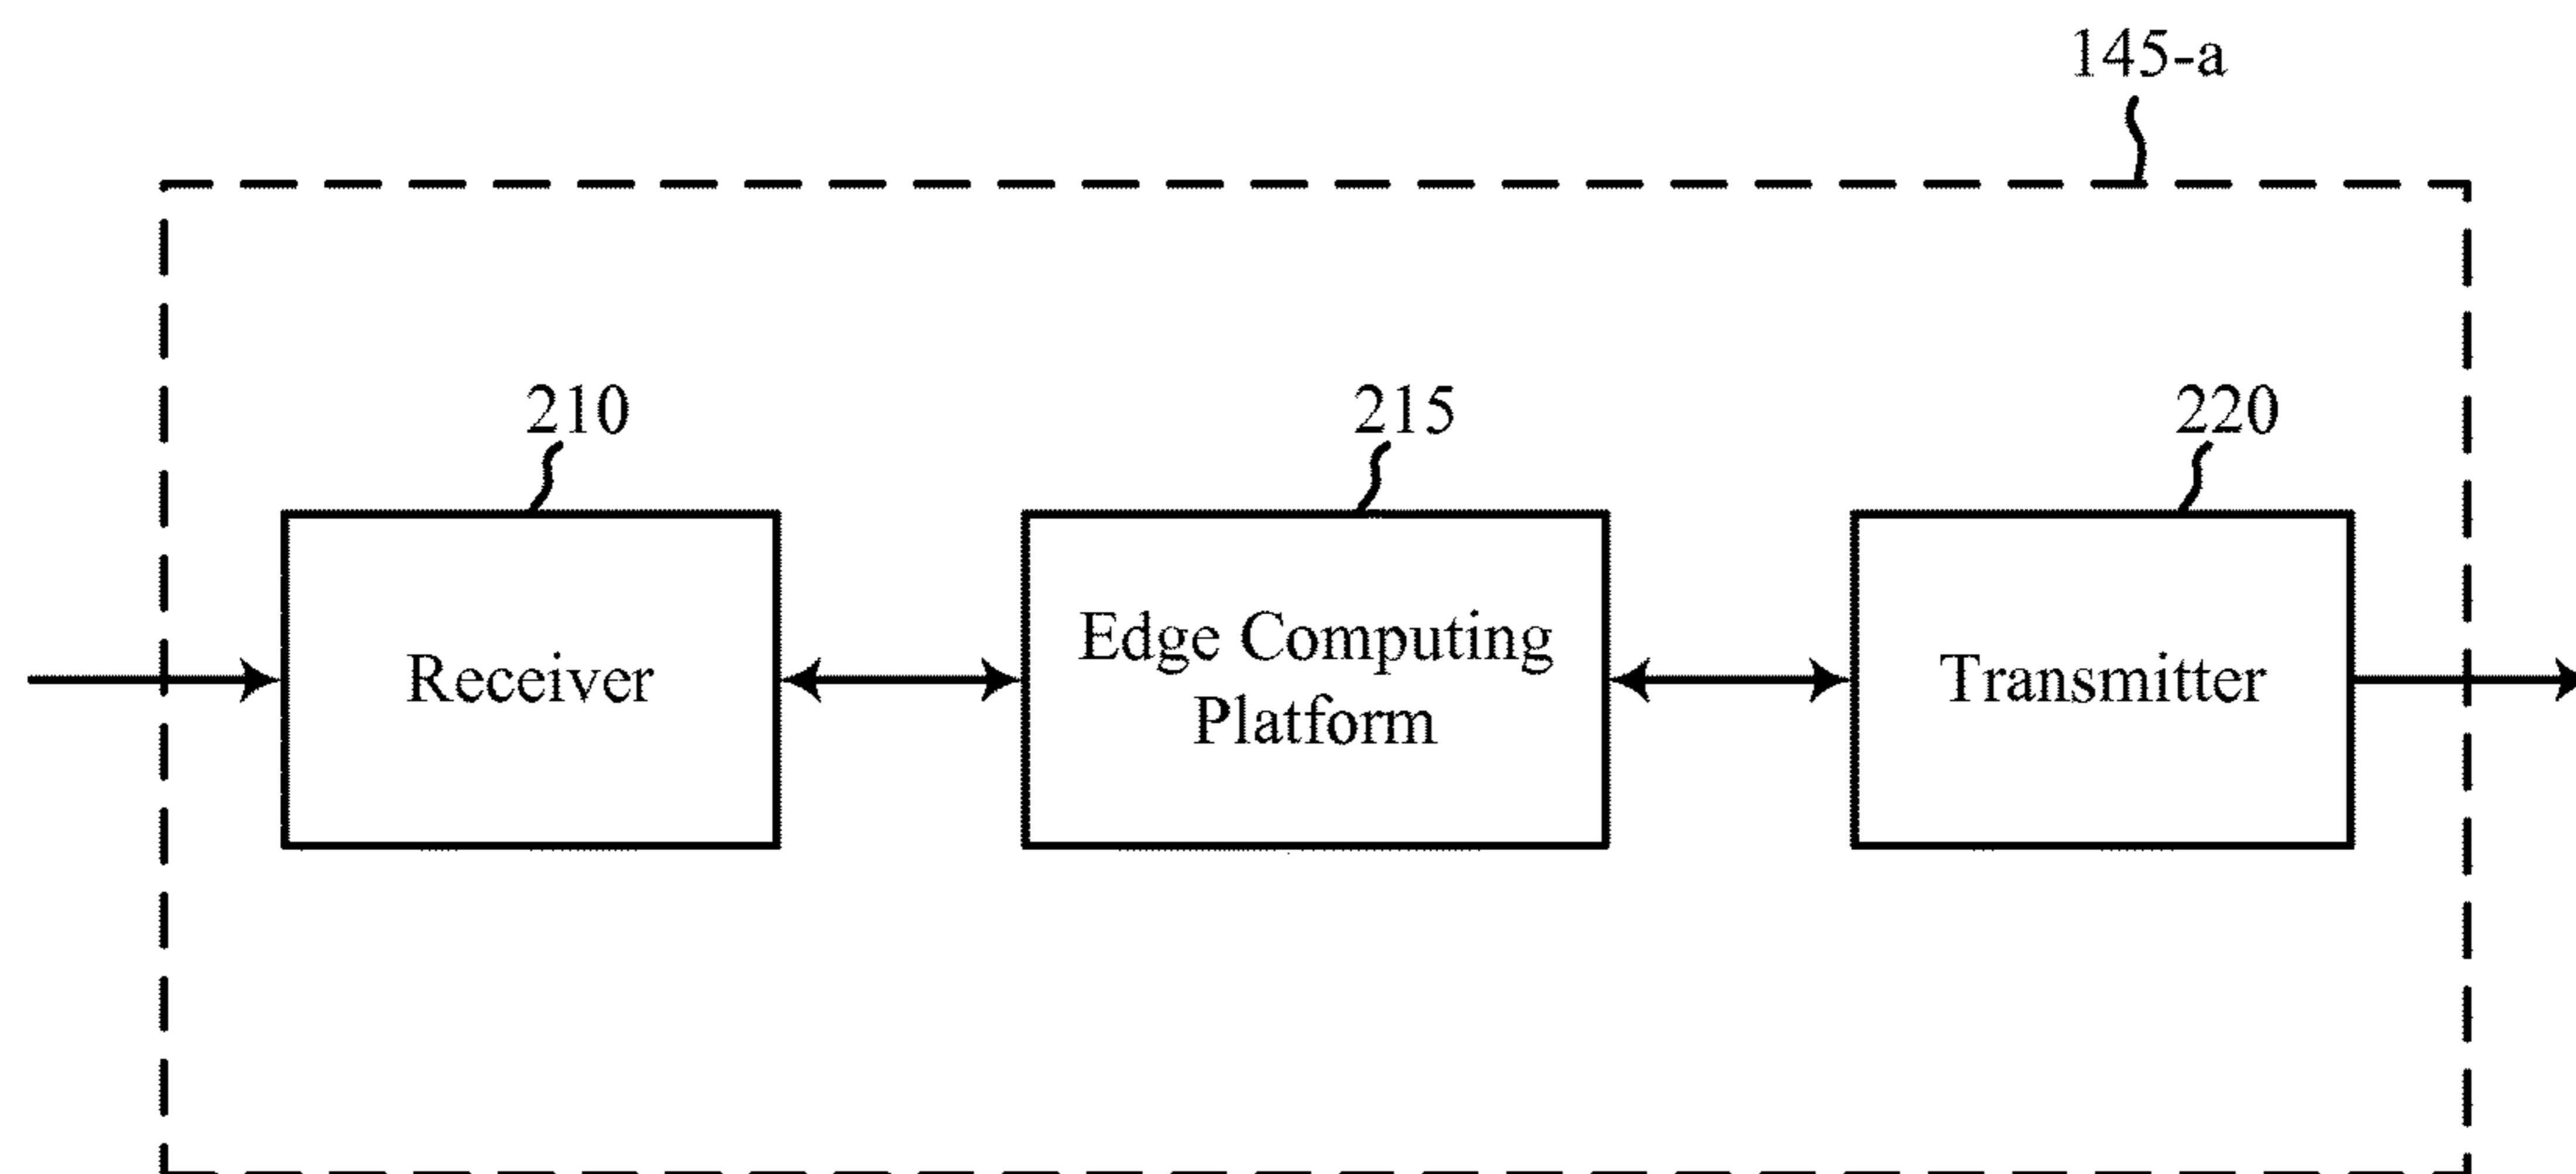 145-a
210
215
220
Receiver
Edge Computing
Platform
Transmitter